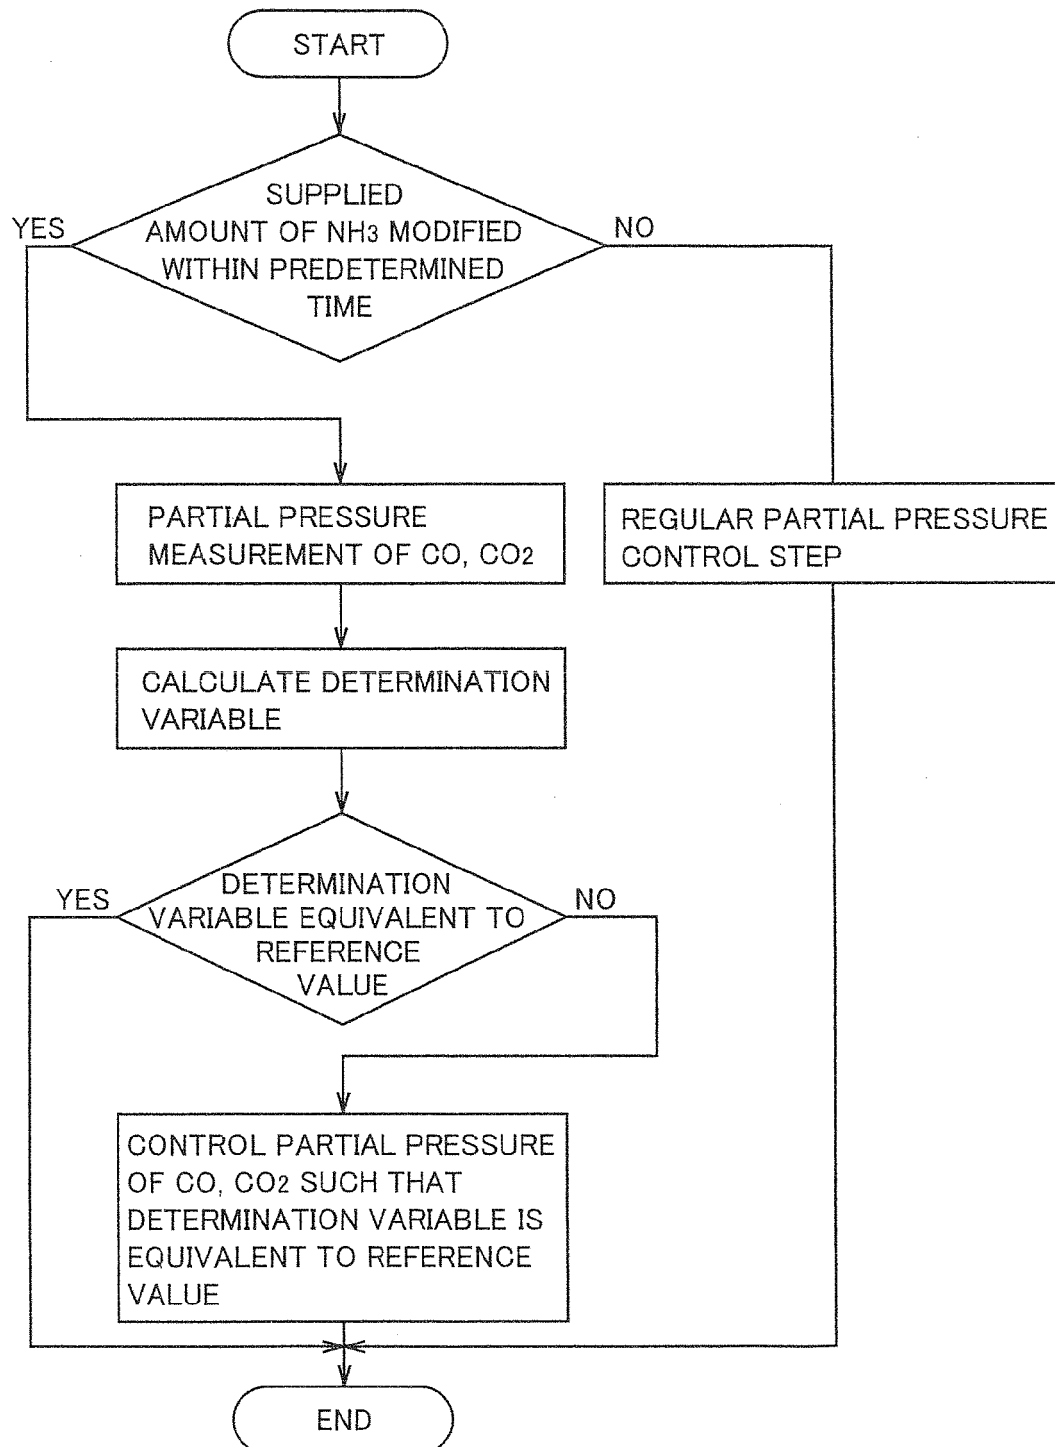 START
SUPPLIED
AMOUNT OF NH3 MODIFIED
WITHIN PREDETERMINED
TIME
YES
NO
PARTIAL PRESSURE
MEASUREMENT OF CO, CO2
REGULAR PARTIAL PRESSURE
CONTROL STEP
CALCULATE DETERMINATION
VARIABLE
DETERMINATION
VARIABLE EQUIVALENT TO
REFERENCE
VALUE
YES
NO
CONTROL PARTIAL PRESSURE
OF CO, CO2 SUCH THAT
DETERMINATION VARIABLE IS
EQUIVALENT TO REFERENCE
VALUE
END